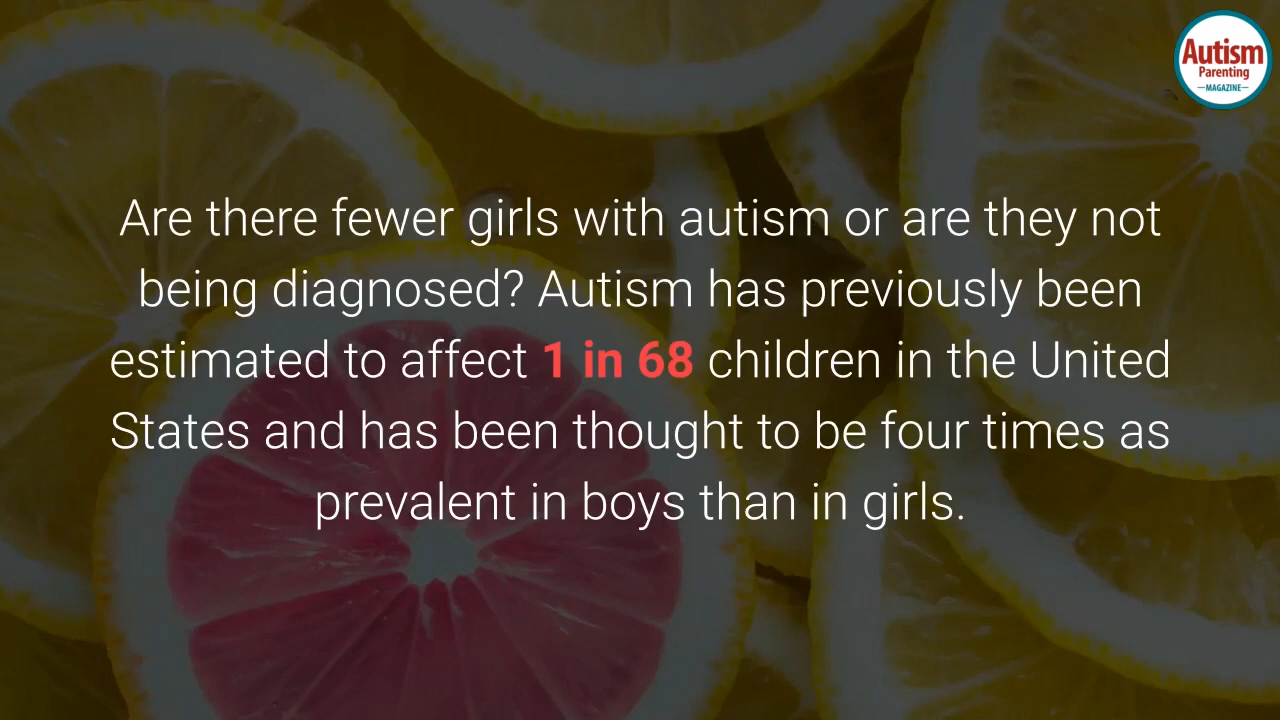 Autism
Parenting
—MAGAZINE—
Are there fewer girls with autism or are they not
being diagnosed? Autism has previously been
estimated to affect 1 in 68 children in the United
States and has been thought to be four times as
prevalent in boys than in girls.